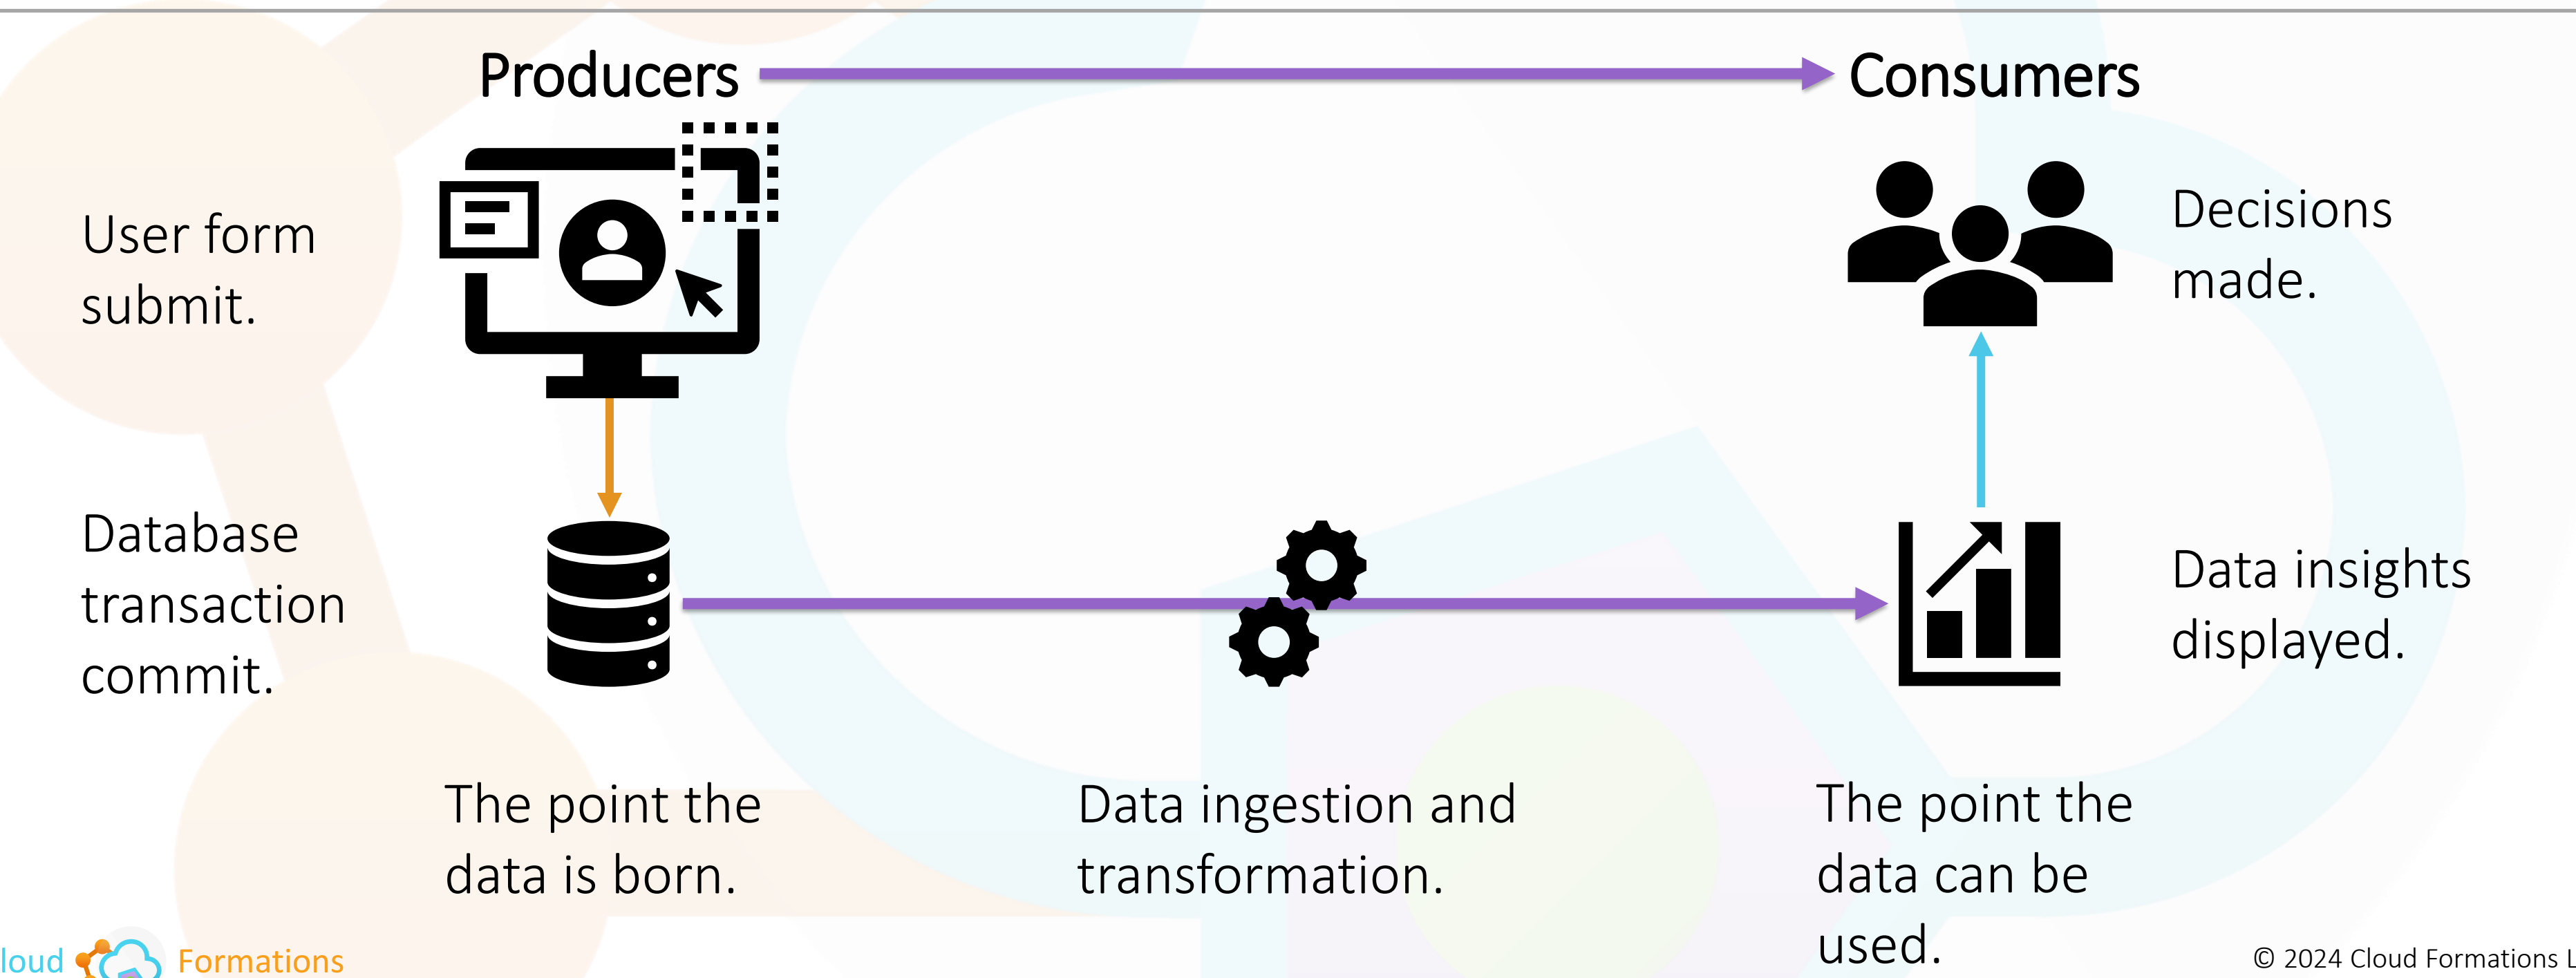 Producers
Consumers
User form
submit.
Decisions
made.
Database
transaction
commit.
Data insights
displayed.
The point the
data is born.
Data ingestion and
transformation.
The point the
data can be
used.
loud Formations
© 2024 Cloud Formations L